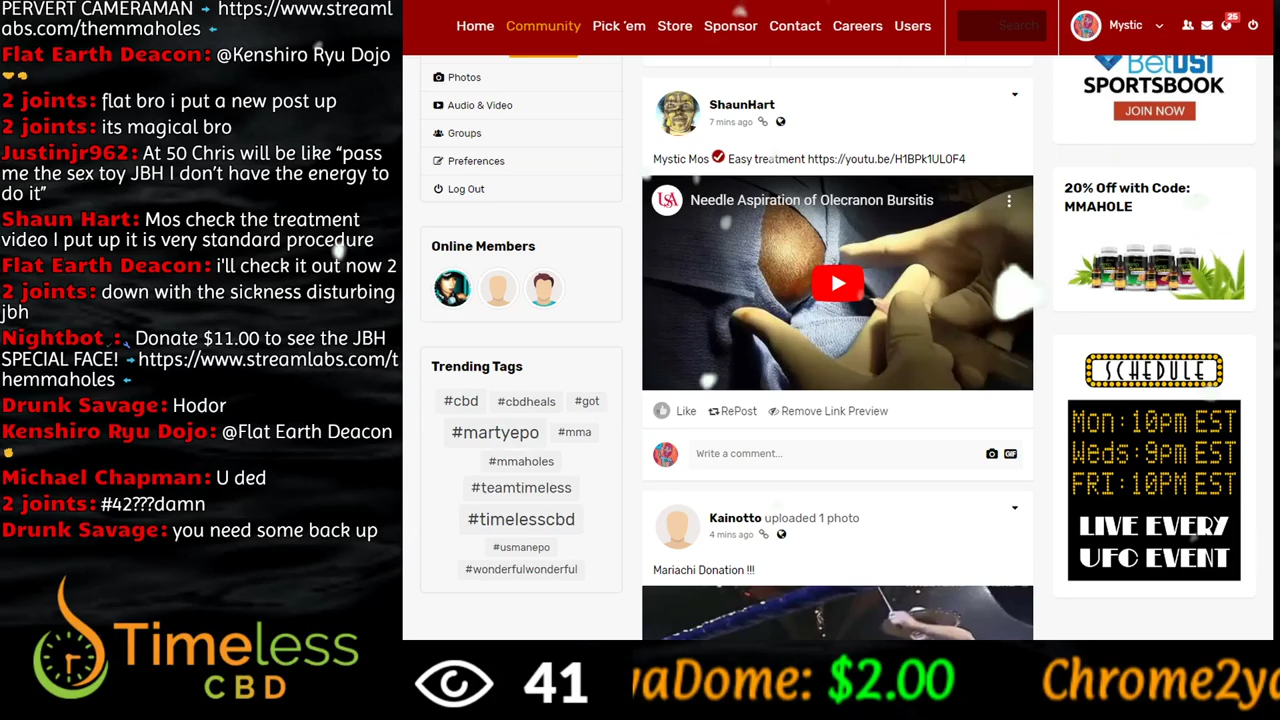 PERVERT CAMERAMAN → https://www.streaml
abs.com/themmaholes ←
Flat Earth Deacon: @Kenshiro Ryu Dojo
2 joints: flat bro i put a new post up
2 joints: its magical bro
Justinjr962: At 50 Chris will be like “pass
me the sex toy JBH I don’t have the energy to
do it”
Shaun Hart: Mos check the treatment
video I put up it is very standard procedure
Flat Earth Deacon: i'll check it out now 2
2 joints: down with the sickness disturbing
jbh
Nightbot : Donate $11.00 to see the JBH
SPECIAL FACE! → https://www.streamlabs.com/t
hemmaholes ←
Drunk Savage: Hodor
Kenshiro Ryu Dojo: @Flat Earth Deacon
Michael Chapman: U ded
2 joints: #42???damn
Drunk Savage: you need some back up
Timeless
CBD
Home Community Pick 'em Store Sponsor Contact Careers Users
Search
Mystic
25
Photos
Audio & Video
Groups
Preferences
Log Out
Online Members
Trending Tags
#cbd #cbdheals #got
#martyepo #mma
#mmaholes
#teamtimeless
#timelesscbd
#usmanepo
#wonderfulwonderful
ShaunHart
7 mins ago
Mystic Mos Easy treatment https://youtu.be/H1BPk1UL0F4
USA
Needle Aspiration of Olecranon Bursitis
Like RePost Remove Link Preview
Write a comment...
GIF
Kainotto uploaded 1 photo
4 mins ago
Mariachi Donation !!!
BetDSI
SPORTSBOOK
JOIN NOW
20% Off with Code:
MMAHOLE
SCHEDULE
Mon:10pm EST
Weds:9pm EST
FRI:10PM EST
LIVE EVERY
UFC EVENT
41
vaDome: $2.00
Chrome2ya